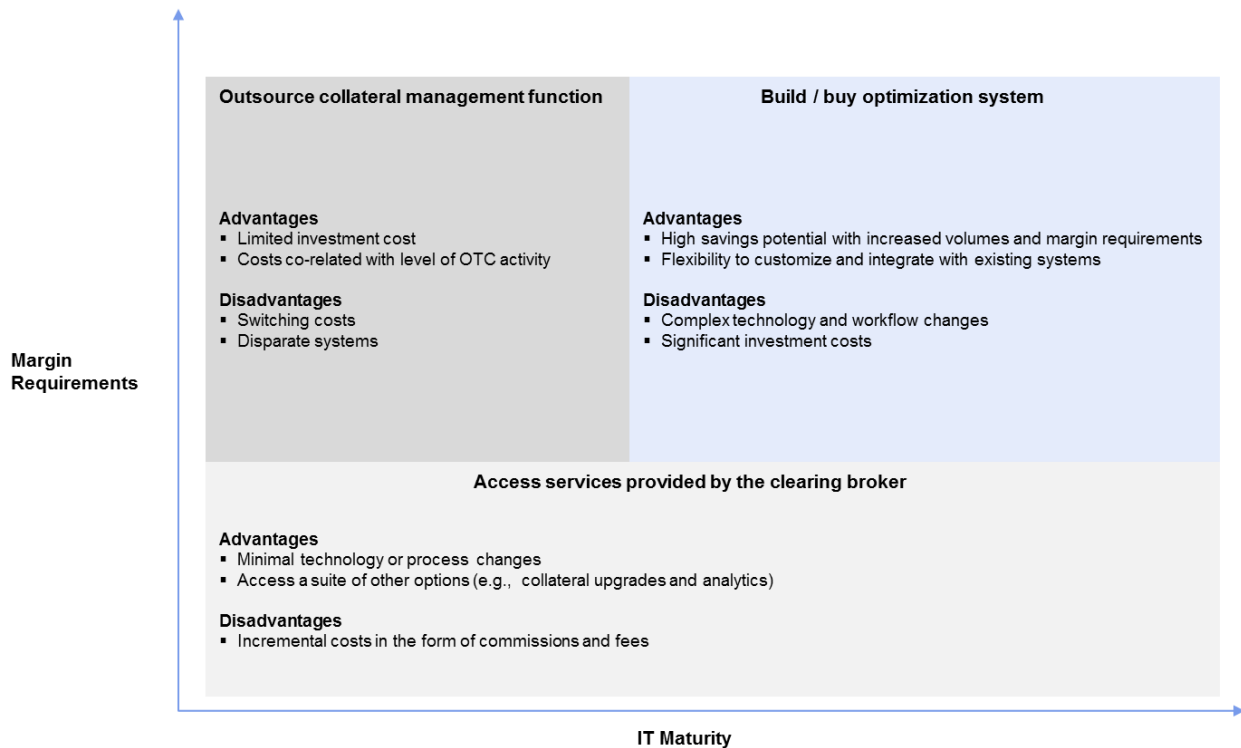 Outsource collateral management function
Advantages
▪ Limited investment cost
▪ Costs co-related with level of OTC activity
Disadvantages
▪ Switching costs
▪ Disparate systems
Build / buy optimization system
Advantages
▪ High savings potential with increased volumes and margin requirements
▪ Flexibility to customize and integrate with existing systems
Disadvantages
▪ Complex technology and workflow changes
▪ Significant investment costs
Margin
Requirements
Access services provided by the clearing broker
Advantages
▪ Minimal technology or process changes
▪ Access a suite of other options (e.g., collateral upgrades and analytics)
Disadvantages
▪ Incremental costs in the form of commissions and fees
IT Maturity